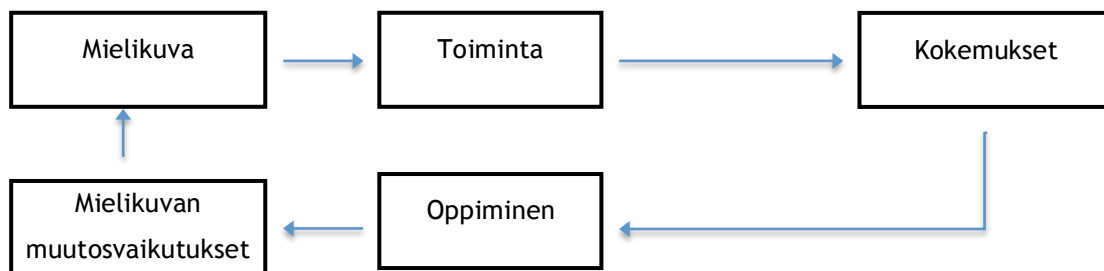 Mielikuva
Toiminta
Kokemukset
Mielikuvan
muutosvaikutukset
Oppiminen